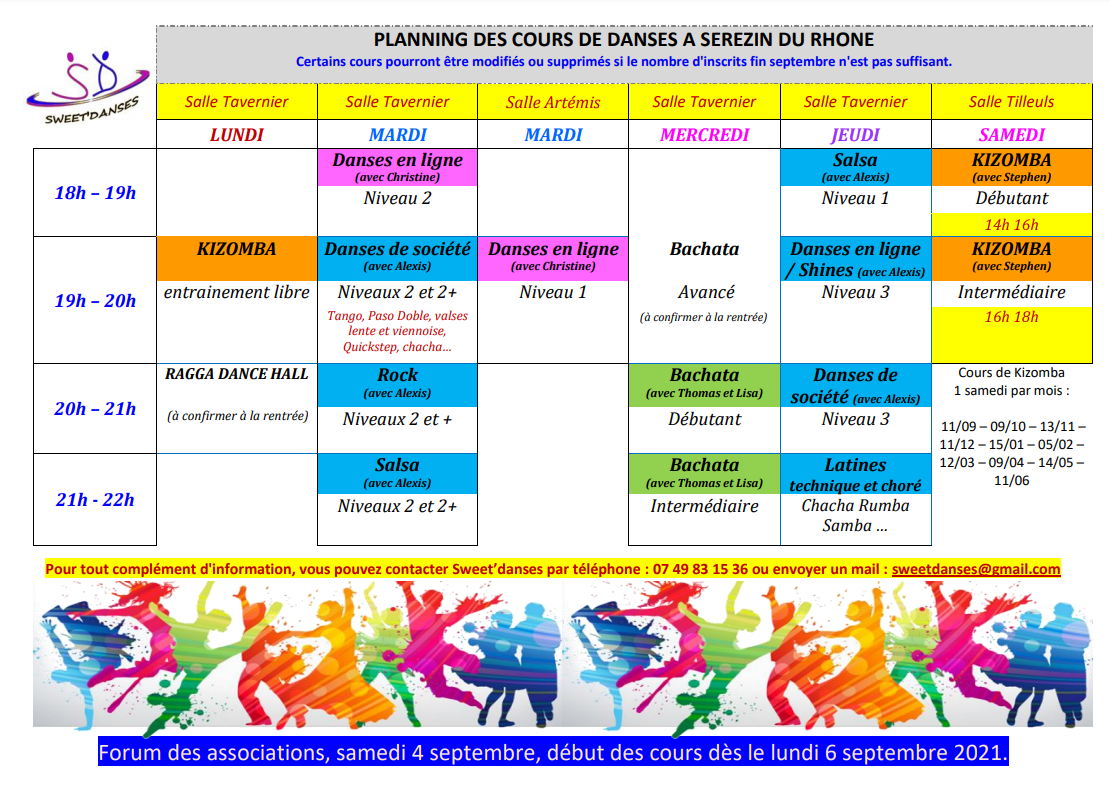 PLANNING DES COURS DE DANSES A SEREZIN DU RHONE
Certains cours pourront être modifiés ou supprimés si le nombre d'inscrits fin septembre n'est pas suffisant.
SD
SWEET'DANSES
Salle Tavernier
Salle Tavernier
Salle Artémis
Salle Tavernier
Salle Tavernier
Salle Tilleuls
LUNDI
MARDI
MARDI
MERCREDI
JEUDI
SAMEDI
18h – 19h
Danses en ligne
(avec Christine)
Niveau 2
Salsa
(avec Alexis)
Niveau 1
KIZOMBA
(avec Stephen)
Débutant
14h 16h
19h – 20h
KIZOMBA
entrainement libre
Danses de société
(avec Alexis)
Niveaux 2 et 2+
Tango, Paso Doble, valses
lente et viennoise,
Quickstep, chacha…
Danses en ligne
(avec Christine)
Niveau 1
Bachata
Avancé
(à confirmer à la rentrée)
Danses en ligne
/ Shines (avec Alexis)
Niveau 3
KIZOMBA
(avec Stephen)
Intermédiaire
16h 18h
20h – 21h
RAGGA DANCE HALL
(à confirmer à la rentrée)
Rock
(avec Alexis)
Niveaux 2 et +
Bachata
(avec Thomas et Lisa)
Débutant
Danses de
société (avec Alexis)
Niveau 3
Cours de Kizomba
1 samedi par mois :
11/09 – 09/10 – 13/11 –
11/12 – 15/01 – 05/02 –
12/03 – 09/04 – 14/05 –
11/06
21h - 22h
Salsa
(avec Alexis)
Niveaux 2 et 2+
Bachata
(avec Thomas et Lisa)
Intermédiaire
Latines
technique et choré
Chacha Rumba
Samba …
Pour tout complément d'information, vous pouvez contacter Sweet’danses par téléphone : 07 49 83 15 36 ou envoyer un mail : sweetdanses@gmail.com
Forum des associations, samedi 4 septembre, début des cours dès le lundi 6 septembre 2021.